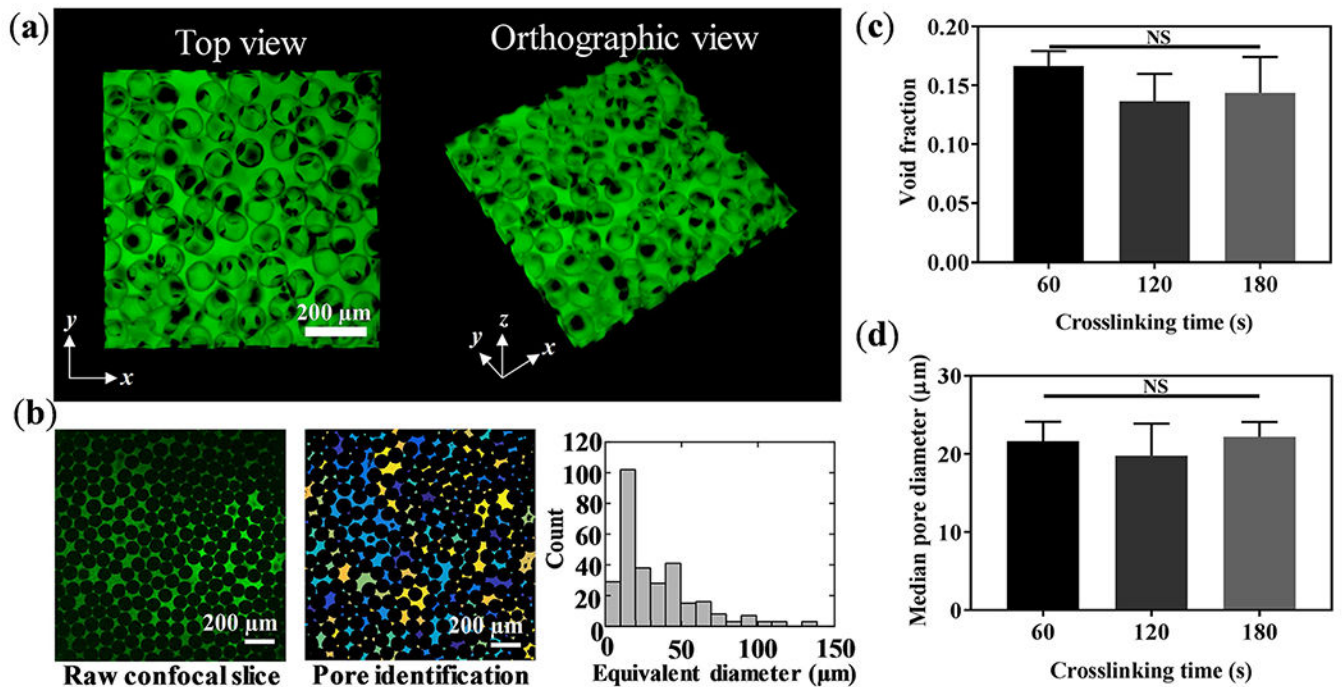 (a)
Top view
Orthographic view
200 µm
y
x
z
y
x
(b)
200 µm
Raw confocal slice
200 µm
Pore identification
120
100
80
60
40
20
0
Count
0
50
100
150
Equivalent diameter (µm)
(c)
0.20
0.15
0.10
0.05
0.00
Void fraction
NS
60
120
180
Crosslinking time (s)
(d)
30
20
10
0
Median pore diameter (µm)
NS
60
120
180
Crosslinking time (s)